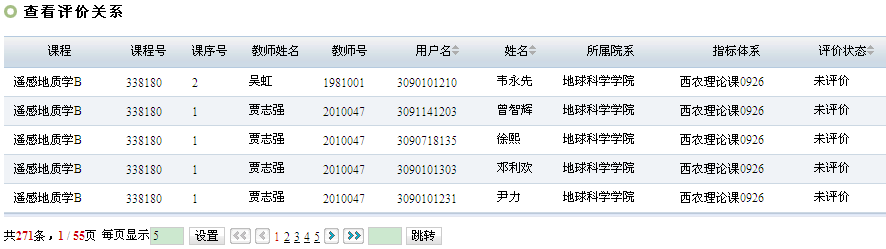 查看评价关系
课程 课程号 课序号 教师姓名 教师号 用户名 姓名 所属院系 指标体系 评价状态
遥感地质学B 338180 2 吴虹 1981001 3090101210 韦永先 地球科学学院 西农理论课0926 未评价
遥感地质学B 338180 1 贾志强 2010047 3091141203 曾智辉 地球科学学院 西农理论课0926 未评价
遥感地质学B 338180 1 贾志强 2010047 3090718135 徐熙 地球科学学院 西农理论课0926 未评价
遥感地质学B 338180 1 贾志强 2010047 3090101303 邓利欢 地球科学学院 西农理论课0926 未评价
遥感地质学B 338180 1 贾志强 2010047 3090101231 尹力 地球科学学院 西农理论课0926 未评价
共271条，1 / 55页 每页显示 5 设置 1 2 3 4 5 跳转